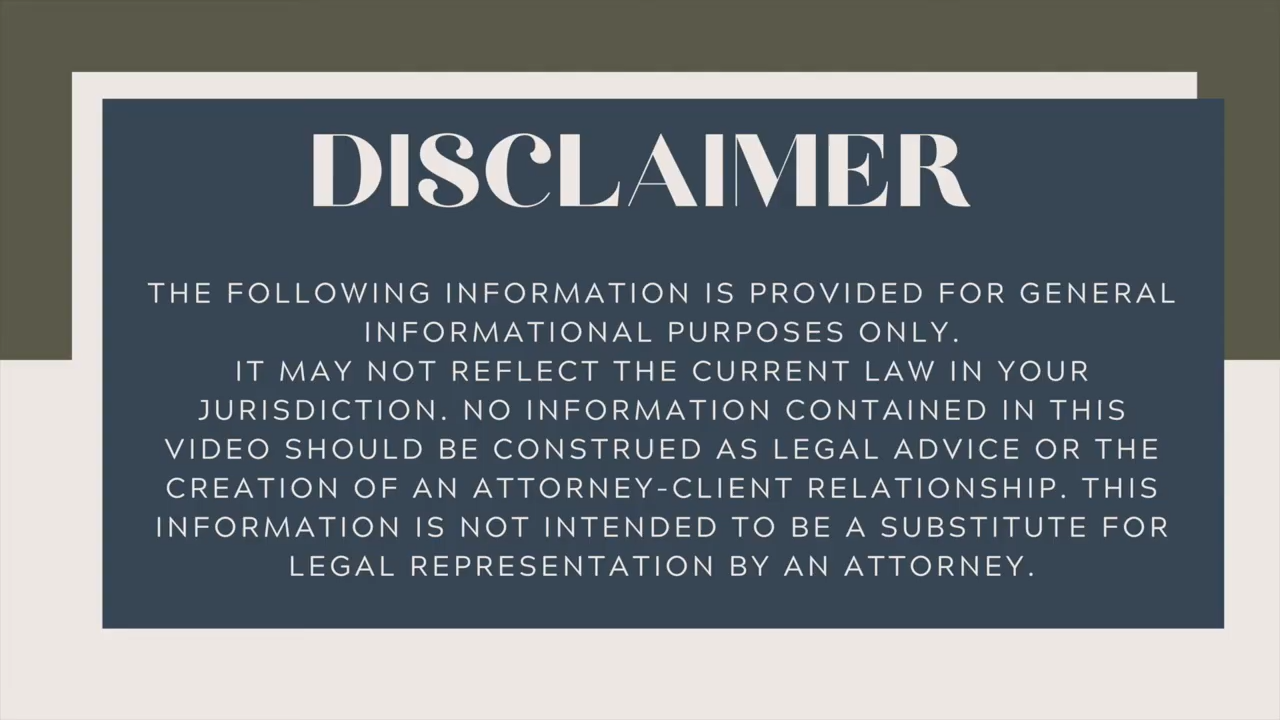 DISCLAIMER
THE FOLLOWING INFORMATION IS PROVIDED FOR GENERAL
INFORMATIONAL PURPOSES ONLY.
IT MAY NOT REFLECT THE CURRENT LAW IN YOUR
JURISDICTION. NO INFORMATION CONTAINED IN THIS
VIDEO SHOULD BE CONSTRUED AS LEGAL ADVICE OR THE
CREATION OF AN ATTORNEY-CLIENT RELATIONSHIP. THIS
INFORMATION IS NOT INTENDED TO BE A SUBSTITUTE FOR
LEGAL REPRESENTATION BY AN ATTORNEY.